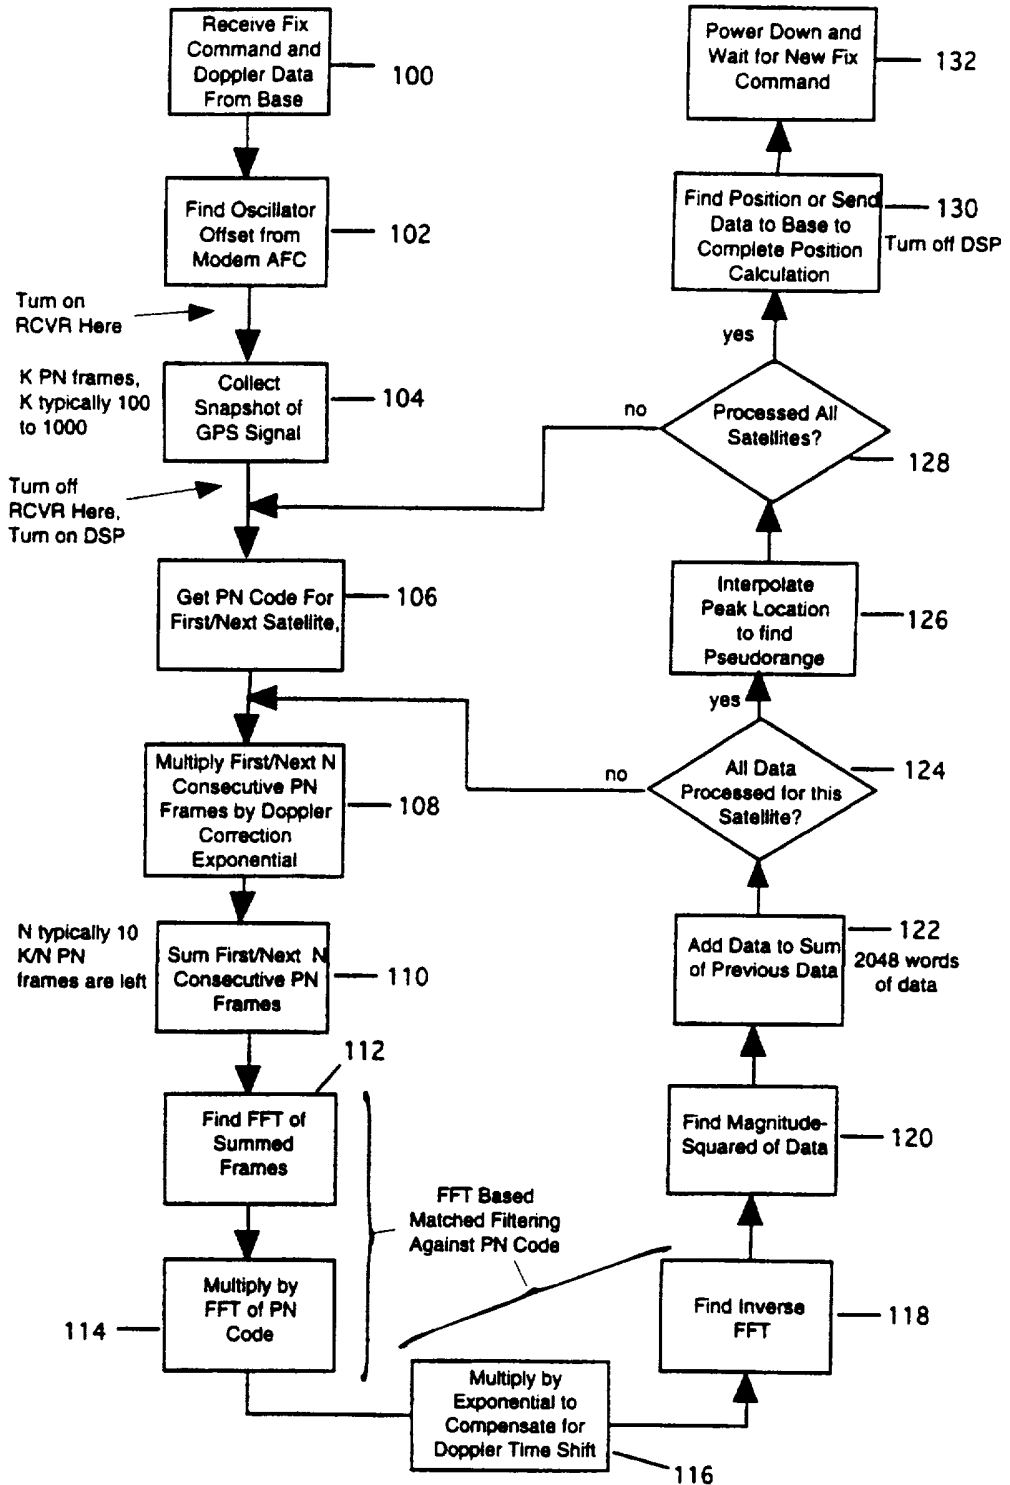 Receive Fix
Command and
Doppler Data
From Base
100
Find Oscillator
Offset from
Modem AFC
102
Turn on
RCVR Here
K PN frames,
K typically 100
to 1000
Collect
Snapshot of
GPS Signal
104
Turn off
RCVR Here,
Turn on DSP
Get PN Code For
First/Next Satellite,
106
Multiply First/Next N
Consecutive PN
Frames by Doppler
Correction
Exponential
108
N typically 10
K/N PN
frames are left
Sum First/Next N
Consecutive PN
Frames
110
112
Find FFT of
Summed
Frames
FFT Based
Matched Filtering
Against PN Code
Multiply by
FFT of PN
Code
114
Multiply by
Exponential to
Compensate for
Doppler Time Shift
116
Find Inverse
FFT
118
Find Magnitude-
Squared of Data
120
Add Data to Sum
of Previous Data
122
2048 words
of data
All Data
Processed for this
Satellite?
124
no
yes
Interpolate
Peak Location
to find
Pseudorange
126
Processed All
Satellites?
128
no
yes
Find Position or Send
Data to Base to
Complete Position
Calculation
130
Turn off DSP
Power Down and
Wait for New Fix
Command
132